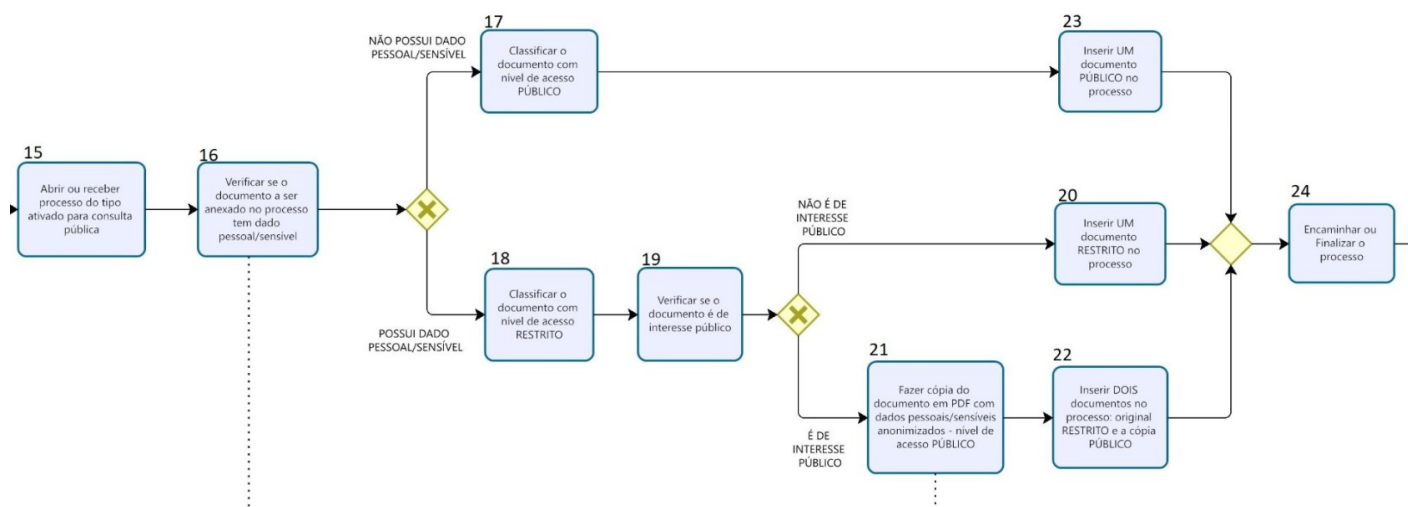 15
Abrir ou receber
processo do tipo
ativado para consulta
pública
16
Verificar se o
documento a ser
anexado no processo
tem dado
pessoal/sensível
NÃO POSSUI DADO
PESSOAL/SENSÍVEL
17
Classificar o
documento com
nível de acesso
PÚBLICO
23
Inserir UM
documento
PÚBLICO no
processo
POSSUI DADO
PESSOAL/SENSÍVEL
18
Classificar o
documento com
nível de acesso
RESTRITO
19
Verificar se o
documento é de
interesse público
NÃO É DE
INTERESSE
PÚBLICO
20
Inserir UM
documento
RESTRITO no
processo
É DE
INTERESSE
PÚBLICO
21
Fazer cópia do
documento em PDF com
dados pessoais/sensíveis
anonimizados - nível de
acesso PÚBLICO
22
Inserir DOIS
documentos no
processo: original
RESTRITO e a cópia
PÚBLICO
24
Encaminhar ou
Finalizar o
processo